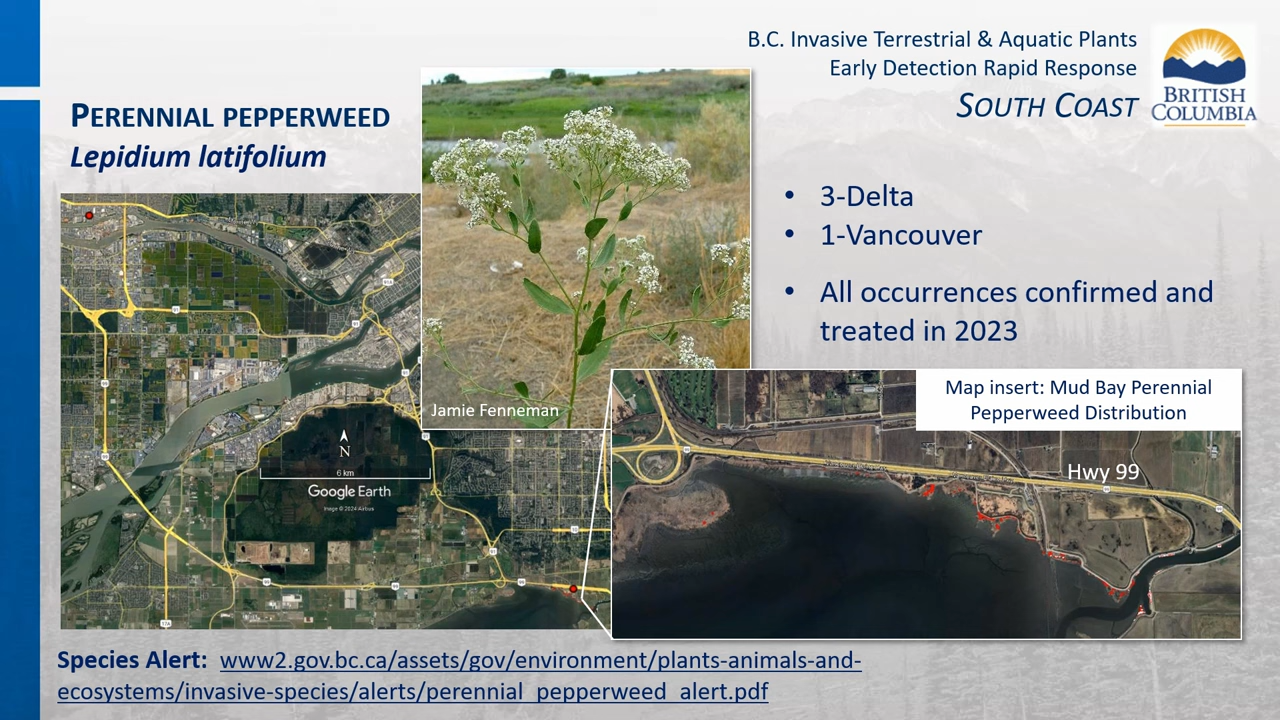 B.C. Invasive Terrestrial & Aquatic Plants
Early Detection Rapid Response
SOUTH COAST
BRITISH
COLUMBIA
PERENNIAL PEPPERWEED
Lepidium latifolium
• 3-Delta
• 1-Vancouver
• All occurrences confirmed and
treated in 2023
Jamie Fenneman
Map insert: Mud Bay Perennial
Pepperweed Distribution
Hwy 99
N
6 km
Google Earth
Image © 2024 Airbus
Species Alert: www2.gov.bc.ca/assets/gov/environment/plants-animals-and-
ecosystems/invasive-species/alerts/perennial_pepperweed_alert.pdf